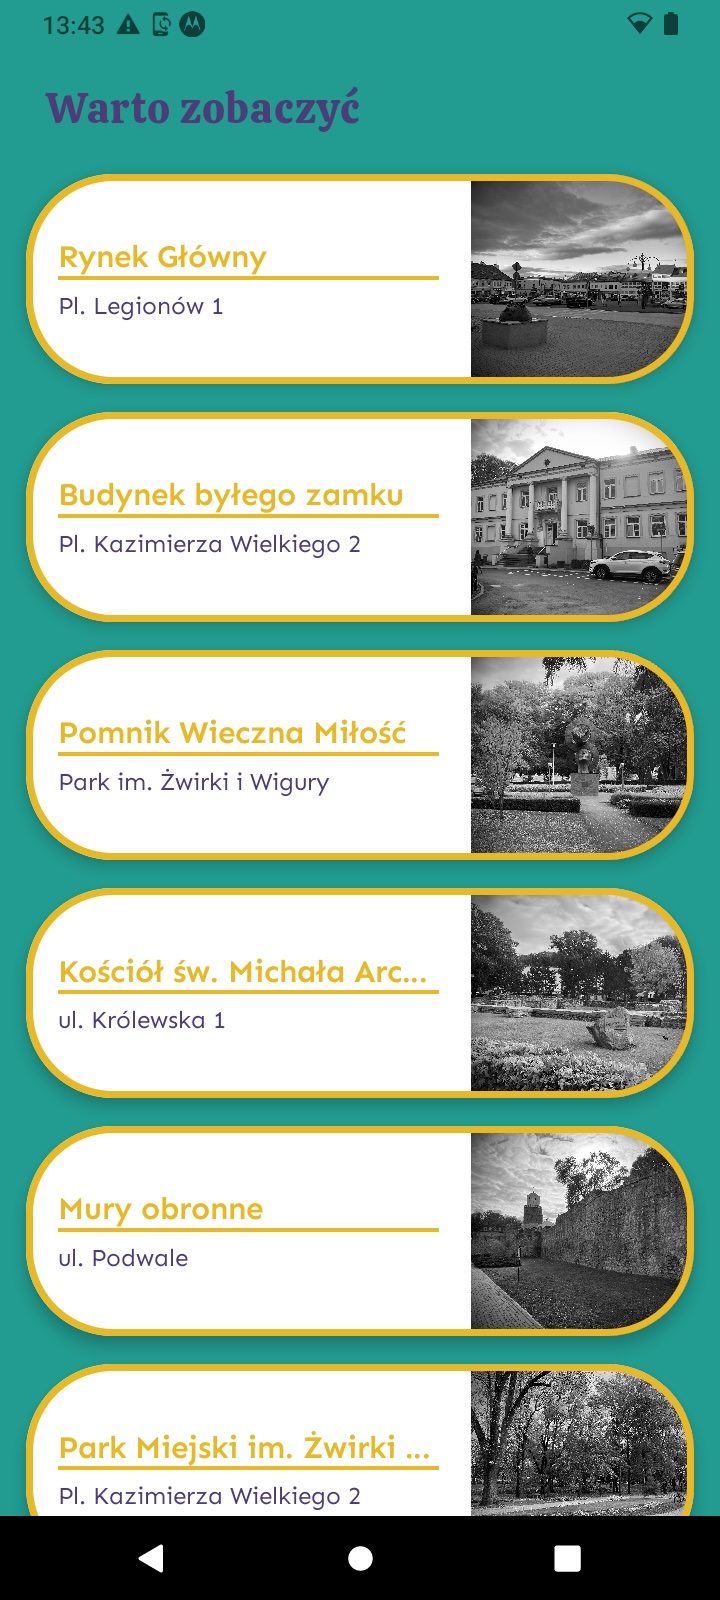 13:43
Warto zobaczyć
Rynek Główny
Pl. Legionów 1
Budynek byłego zamku
Pl. Kazimierza Wielkiego 2
Pomnik Wieczna Miłość
Park im. Żwirki i Wigury
Kościół św. Michała Arc...
ul. Królewska 1
Mury obronne
ul. Podwale
Park Miejski im. Żwirki ...
Pl. Kazimierza Wielkiego 2